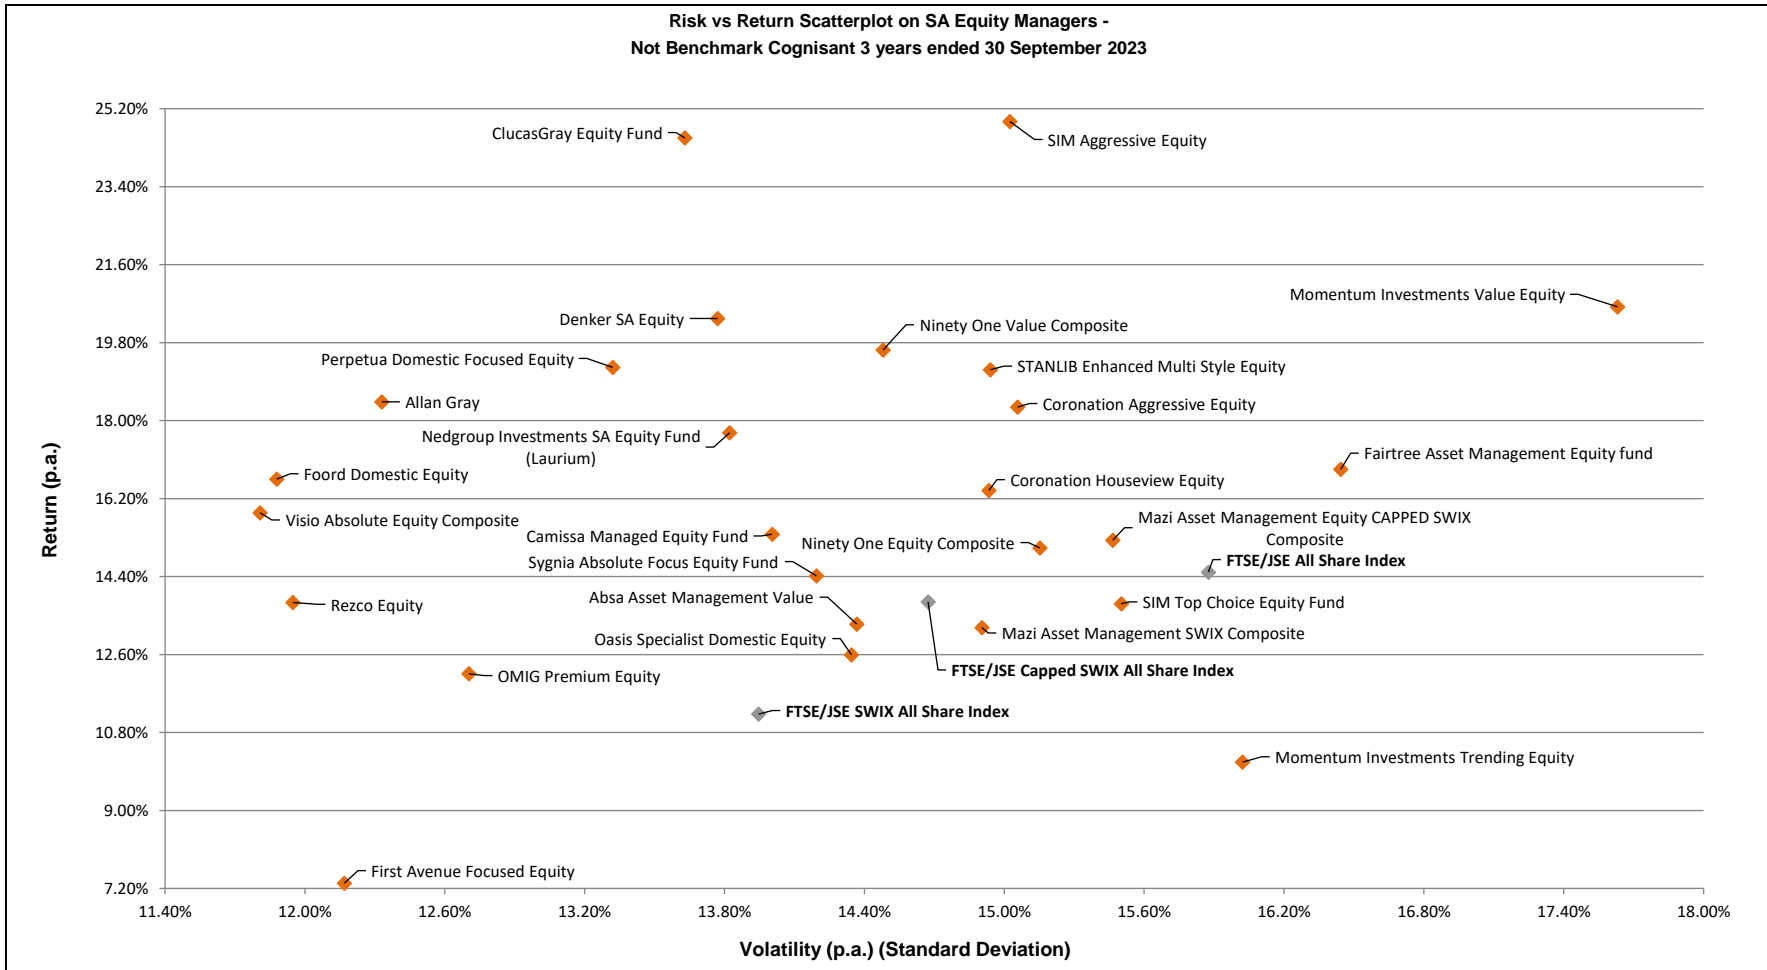 Risk vs Return Scatterplot on SA Equity Managers -
Not Benchmark Cognisant 3 years ended 30 September 2023
25.20%
23.40%
21.60%
19.80%
18.00%
16.20%
14.40%
12.60%
10.80%
9.00%
7.20%
Return (p.a.)
ClucasGray Equity Fund
SIM Aggressive Equity
Momentum Investments Value Equity
Denker SA Equity
Ninety One Value Composite
Perpetua Domestic Focused Equity
STANLIB Enhanced Multi Style Equity
Allan Gray
Coronation Aggressive Equity
Nedgroup Investments SA Equity Fund
(Laurium)
Fairtree Asset Management Equity fund
Foord Domestic Equity
Coronation Houseview Equity
Visio Absolute Equity Composite
Mazi Asset Management Equity CAPPED SWIX
Composite
Camissa Managed Equity Fund
Ninety One Equity Composite
FTSE/JSE All Share Index
Sygnia Absolute Focus Equity Fund
Absa Asset Management Value
Rezco Equity
SIM Top Choice Equity Fund
Mazi Asset Management SWIX Composite
Oasis Specialist Domestic Equity
FTSE/JSE Capped SWIX All Share Index
OMIG Premium Equity
FTSE/JSE SWIX All Share Index
Momentum Investments Trending Equity
First Avenue Focused Equity
11.40%
12.00%
12.60%
13.20%
13.80%
14.40%
15.00%
15.60%
16.20%
16.80%
17.40%
18.00%
Volatility (p.a.) (Standard Deviation)